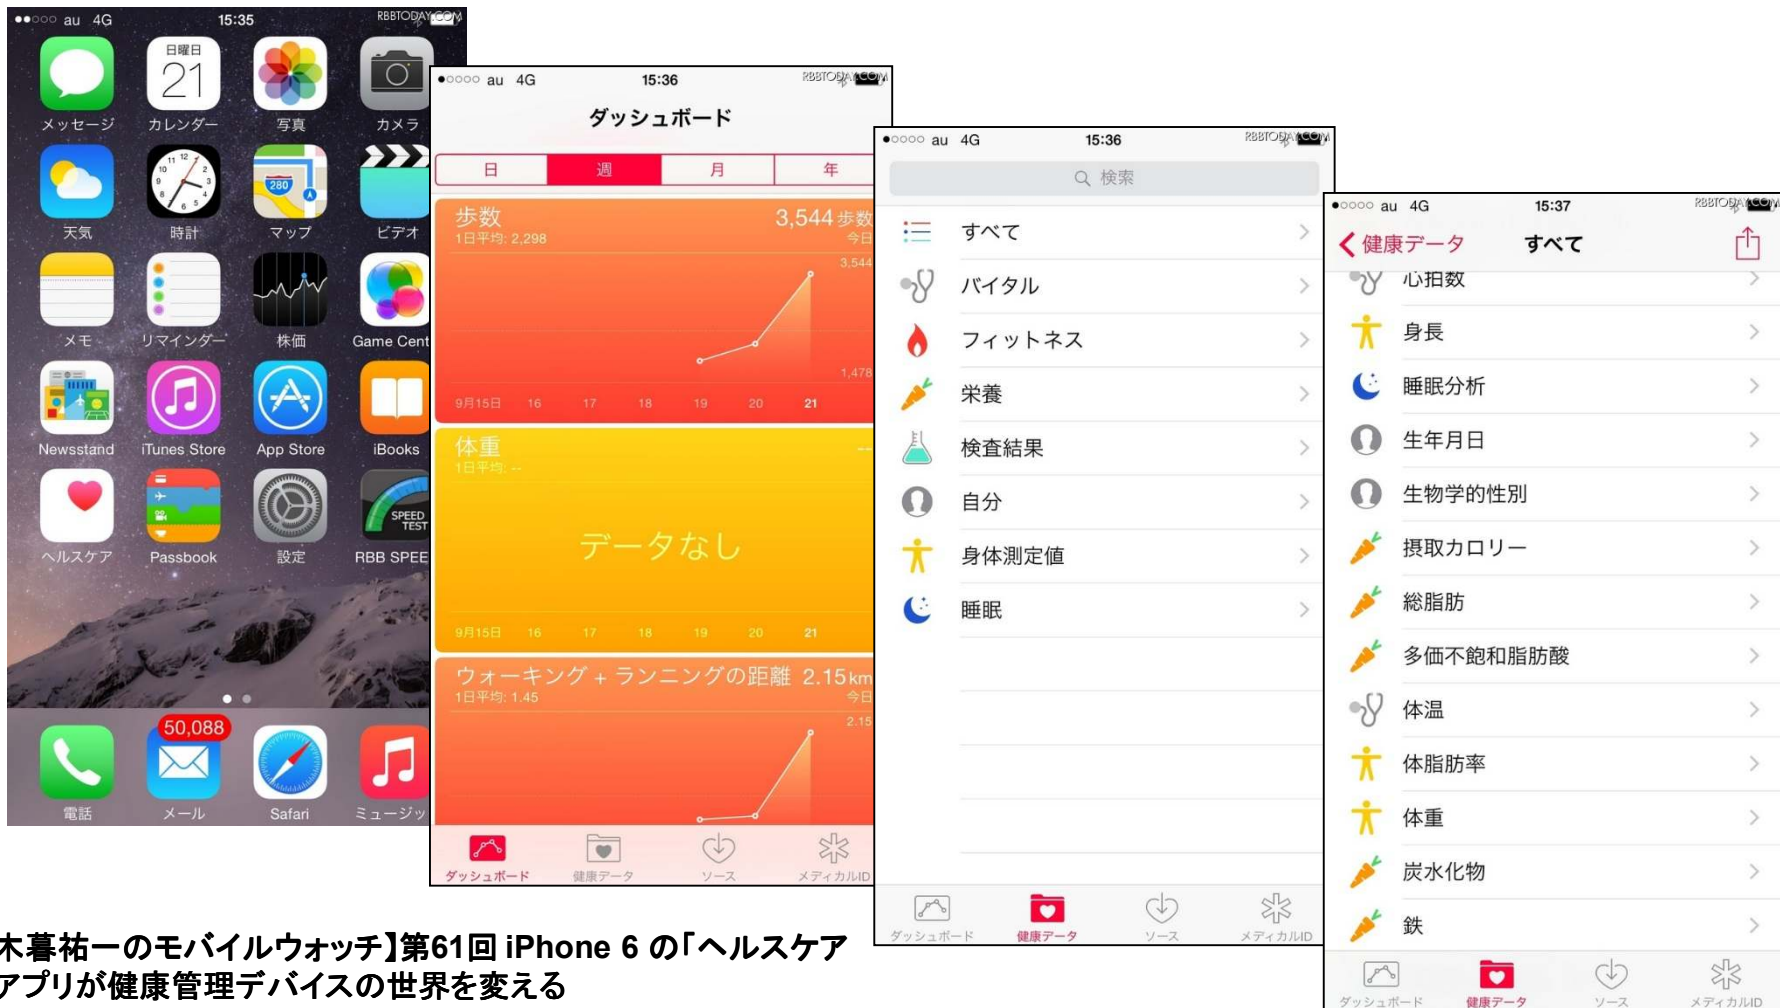 ●●○○○ au 4G 15:35 RBBTODAY.COM
日曜日
21
メッセージ カレンダー 写真 カメラ
11 12 2 9 3 8 4 6 5
280
天気 時計 マップ ビデオ
メモ リマインダー 株価 Game Cent
Newsstand iTunes Store App Store iBooks
SPEED
TEST
ヘルスケア Passbook 設定 RBB SPEE
50,088
電話 メール Safari ミュージッ
●○○○○ au 4G 15:36 RBBTODAY.COM
ダッシュボード
日 週 月 年
歩数 3,544 歩数
1日平均: 2,298 今日
3,544
1,478
9月15日 16 17 18 19 20 21
体重 --
1日平均: --
データなし
9月15日 16 17 18 19 20 21
ウォーキング + ランニングの距離 2.15 km
1日平均: 1.45 今日
2.15
ダッシュボード 健康データ ソース メディカルID
●○○○○ au 4G 15:36 RBBTODAY.COM
検索
すべて
バイタル
フィットネス
栄養
検査結果
自分
身体測定値
睡眠
ダッシュボード 健康データ ソース メディカルID
●○○○○ au 4G 15:37 RBBTODAY.COM
健康データ すべて
心拍数
身長
睡眠分析
生年月日
生物学的性別
摂取カロリー
総脂肪
多価不飽和脂肪酸
体温
体脂肪率
体重
炭水化物
鉄
ダッシュボード 健康データ ソース メディカルID
木暮祐一のモバイルウォッチ】第61回 iPhone 6 の「ヘルスケア
アプリが健康管理デバイスの世界を変える